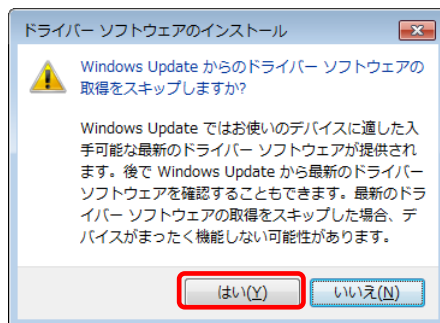 ドライバー ソフトウェアのインストール
Windows Update からのドライバー ソフトウェアの
取得をスキップしますか?
Windows Update ではお使いのデバイスに適した入
手可能な最新のドライバー ソフトウェアが提供され
ます。後で Windows Update から最新のドライバー
ソフトウェアを確認することもできます。最新のドラ
イバー ソフトウェアの取得をスキップした場合、デ
バイスがまったく機能しない可能性があります。
はい(Y) いいえ(N)